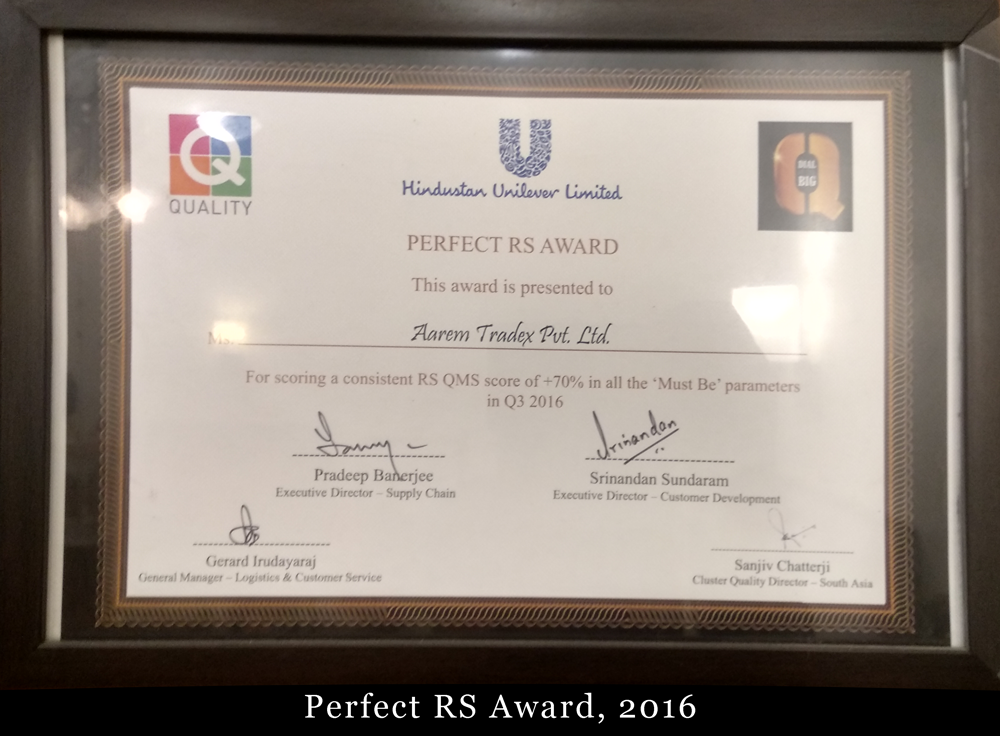 Q
QUALITY
U
Hindustan Unilever Limited
DIAL
BIG
PERFECT RS AWARD
This award is presented to
Ms. Aarem Tradex Pvt. Ltd.
For scoring a consistent RS QMS score of +70% in all the ‘Must Be’ parameters
in Q3 2016
Srinandan
Pradeep Banerjee
Executive Director – Supply Chain
Srinandan Sundaram
Executive Director – Customer Development
Gerard Irudayaraj
General Manager – Logistics & Customer Service
Sanjiv Chatterji
Cluster Quality Director – South Asia
Perfect RS Award, 2016